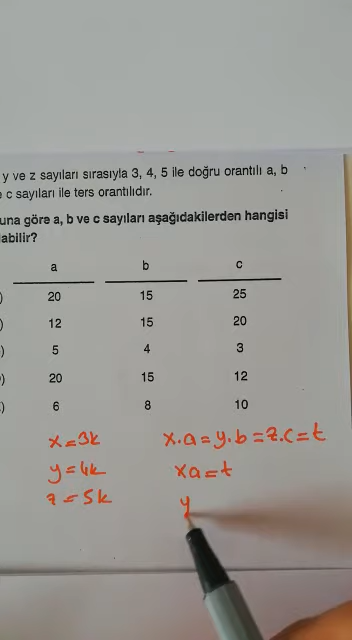 y ve z sayıları sırasıyla 3, 4, 5 ile doğru orantılı a, b
c sayıları ile ters orantılıdır.
una göre a, b ve c sayıları aşağıdakilerden hangisi
labilir?
a b c
) 20 15 25
) 12 15 20
) 5 4 3
) 20 15 12
) 6 8 10
x=3k x.a=y.b=z.c=t
y=4k xa=t
z=5k y